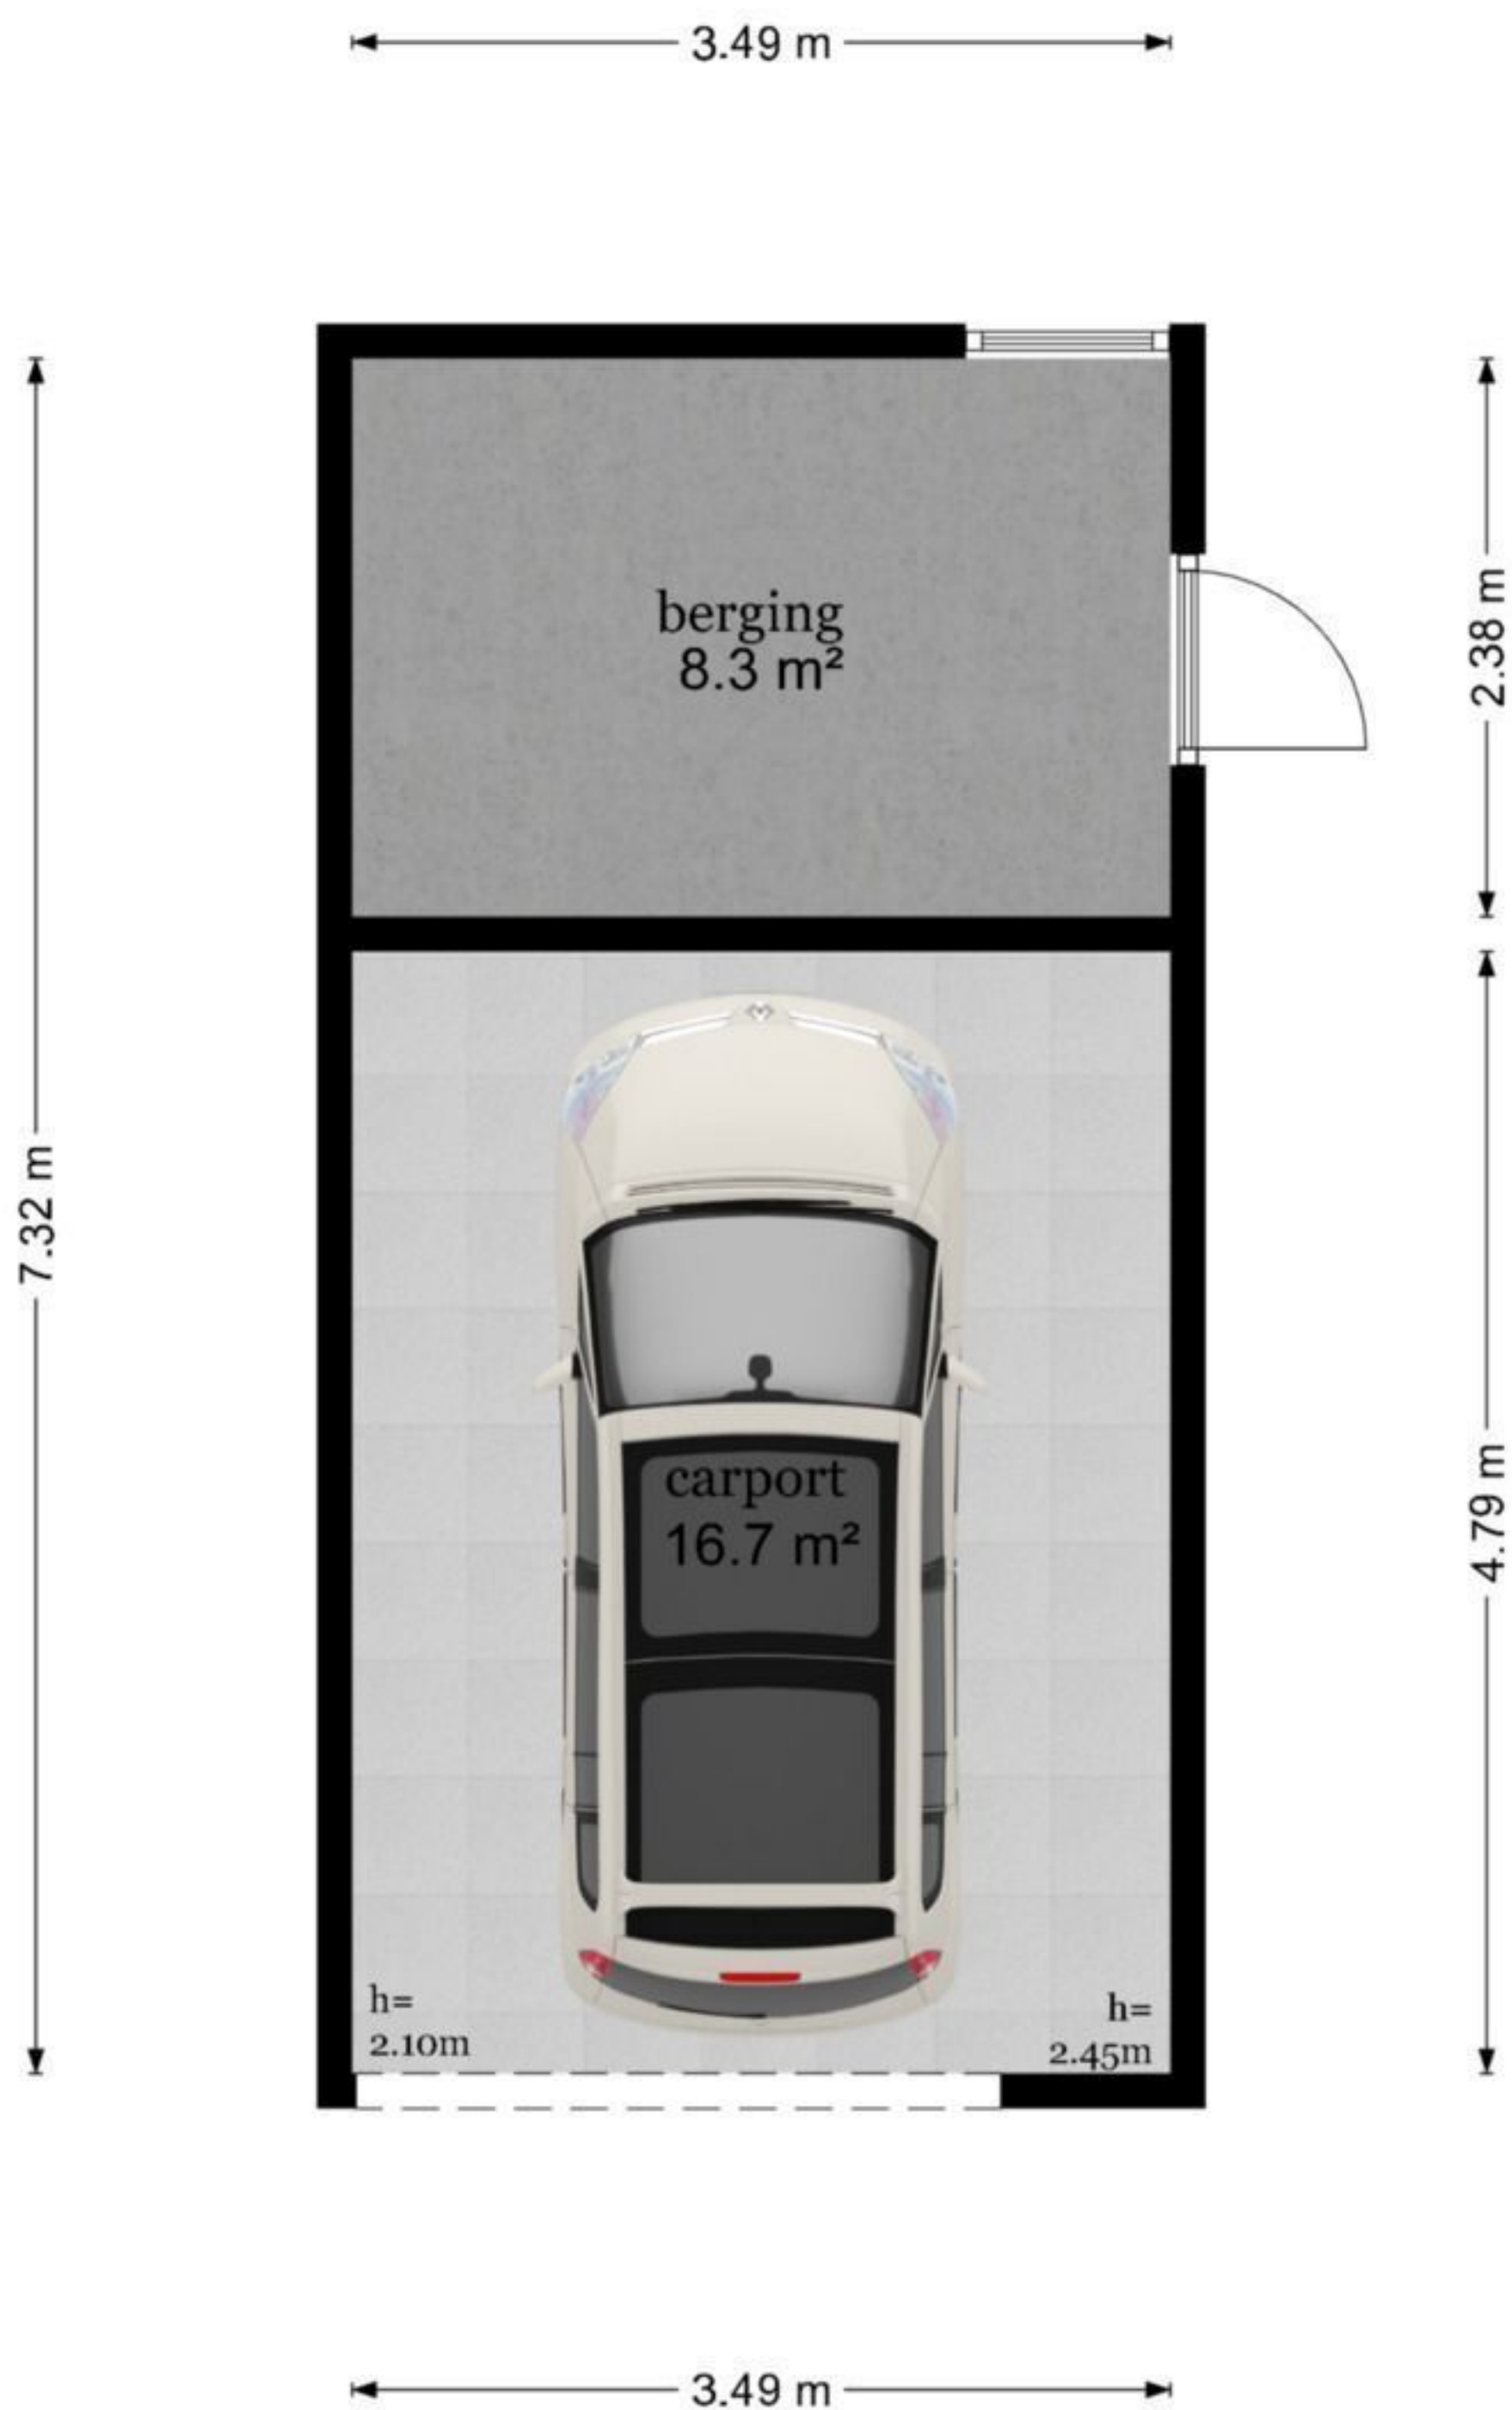 3.49 m
berging
8.3 m²
2.38 m
7.32 m
carport
16.7 m²
4.79 m
h=
2.10m
h=
2.45m
3.49 m